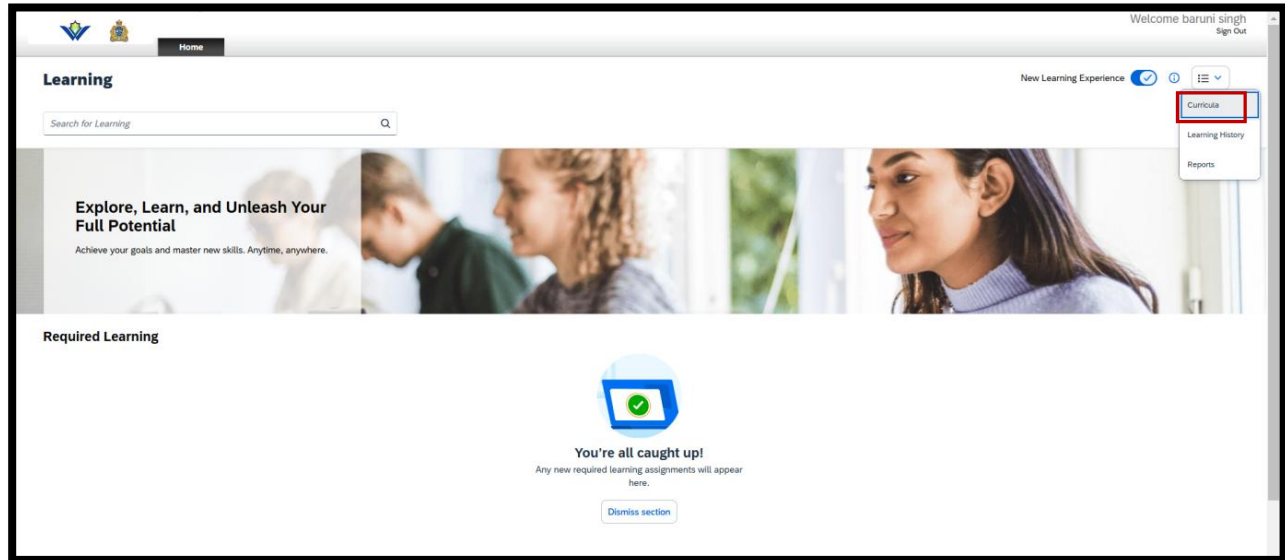 Welcome baruni singh
Sign Out
Home
Learning
New Learning Experience
Curricula
Learning History
Reports
Search for Learning
Explore, Learn, and Unleash Your
Full Potential
Achieve your goals and master new skills. Anytime, anywhere.
Required Learning
You're all caught up!
Any new required learning assignments will appear
here.
Dismiss section